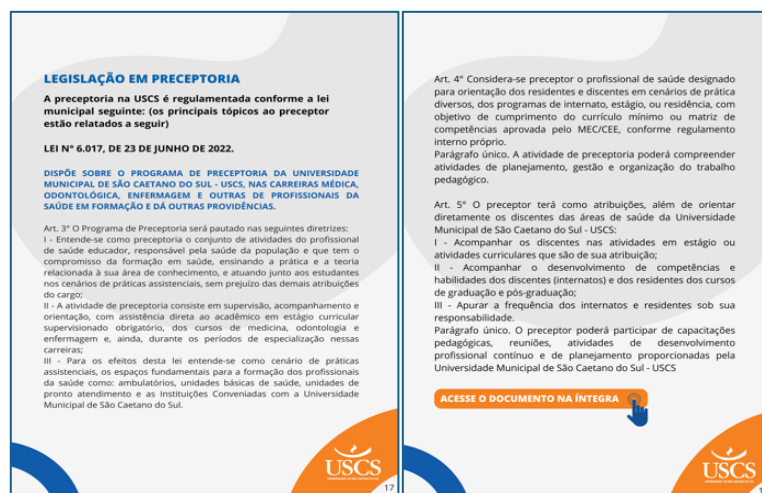 LEGISLAÇÃO EM PRECEPTORIA
A preceptoria na USCS é regulamentada conforme a lei
municipal seguinte: (os principais tópicos ao preceptor
estão relatados a seguir)
LEI N° 6.017, DE 23 DE JUNHO DE 2022.
DISPÕE SOBRE O PROGRAMA DE PRECEPTORIA DA UNIVERSIDADE
MUNICIPAL DE SÃO CAETANO DO SUL - USCS, NAS CARREIRAS MÉDICA,
ODONTOLÓGICA, ENFERMAGEM E OUTRAS DE PROFISSIONAIS DA
SAÚDE EM FORMAÇÃO E DÁ OUTRAS PROVIDÊNCIAS.
Art. 3° O Programa de Preceptoria será pautado nas seguintes diretrizes:
I - Entende-se como preceptoria o conjunto de atividades do profissional
de saúde educador, responsável pela saúde da população e que tem o
compromisso da formação em saúde, ensinando a prática e a teoria
relacionada à sua área de conhecimento, e atuando junto aos estudantes
nos cenários de práticas assistenciais, sem prejuízo das demais atribuições
do cargo;
II - A atividade de preceptoria consiste em supervisão, acompanhamento e
orientação, com assistência direta ao acadêmico em estágio curricular
supervisionado obrigatório, dos cursos de medicina, odontologia e
enfermagem e, ainda, durante os períodos de especialização nessas
carreiras;
III - Para os efeitos desta lei entende-se como cenário de práticas
assistenciais, os espaços fundamentais para a formação dos profissionais
da saúde como: ambulatórios, unidades básicas de saúde, unidades de
pronto atendimento e as Instituições Conveniadas com a Universidade
Municipal de São Caetano do Sul.
USCS
17
Art. 4° Considera-se preceptor o profissional de saúde designado
para orientação dos residentes e discentes em cenários de prática
diversos, dos programas de internato, estágio, ou residência, com
objetivo de cumprimento do currículo mínimo ou matriz de
competências aprovada pelo MEC/CEE, conforme regulamento
interno próprio.
Parágrafo único. A atividade de preceptoria poderá compreender
atividades de planejamento, gestão e organização do trabalho
pedagógico.
Art. 5° O preceptor terá como atribuições, além de orientar
diretamente os discentes das áreas de saúde da Universidade
Municipal de São Caetano do Sul - USCS:
I - Acompanhar os discentes nas atividades em estágio ou
atividades curriculares que são de sua atribuição;
II - Acompanhar o desenvolvimento de competências e
habilidades dos discentes (internatos) e dos residentes dos cursos
de graduação e pós-graduação;
III - Apurar a frequência dos internatos e residentes sob sua
responsabilidade.
Parágrafo único. O preceptor poderá participar de capacitações
pedagógicas, reuniões, atividades de desenvolvimento
profissional contínuo e de planejamento proporcionadas pela
Universidade Municipal de São Caetano do Sul - USCS
ACESSE O DOCUMENTO NA ÍNTEGRA
USCS